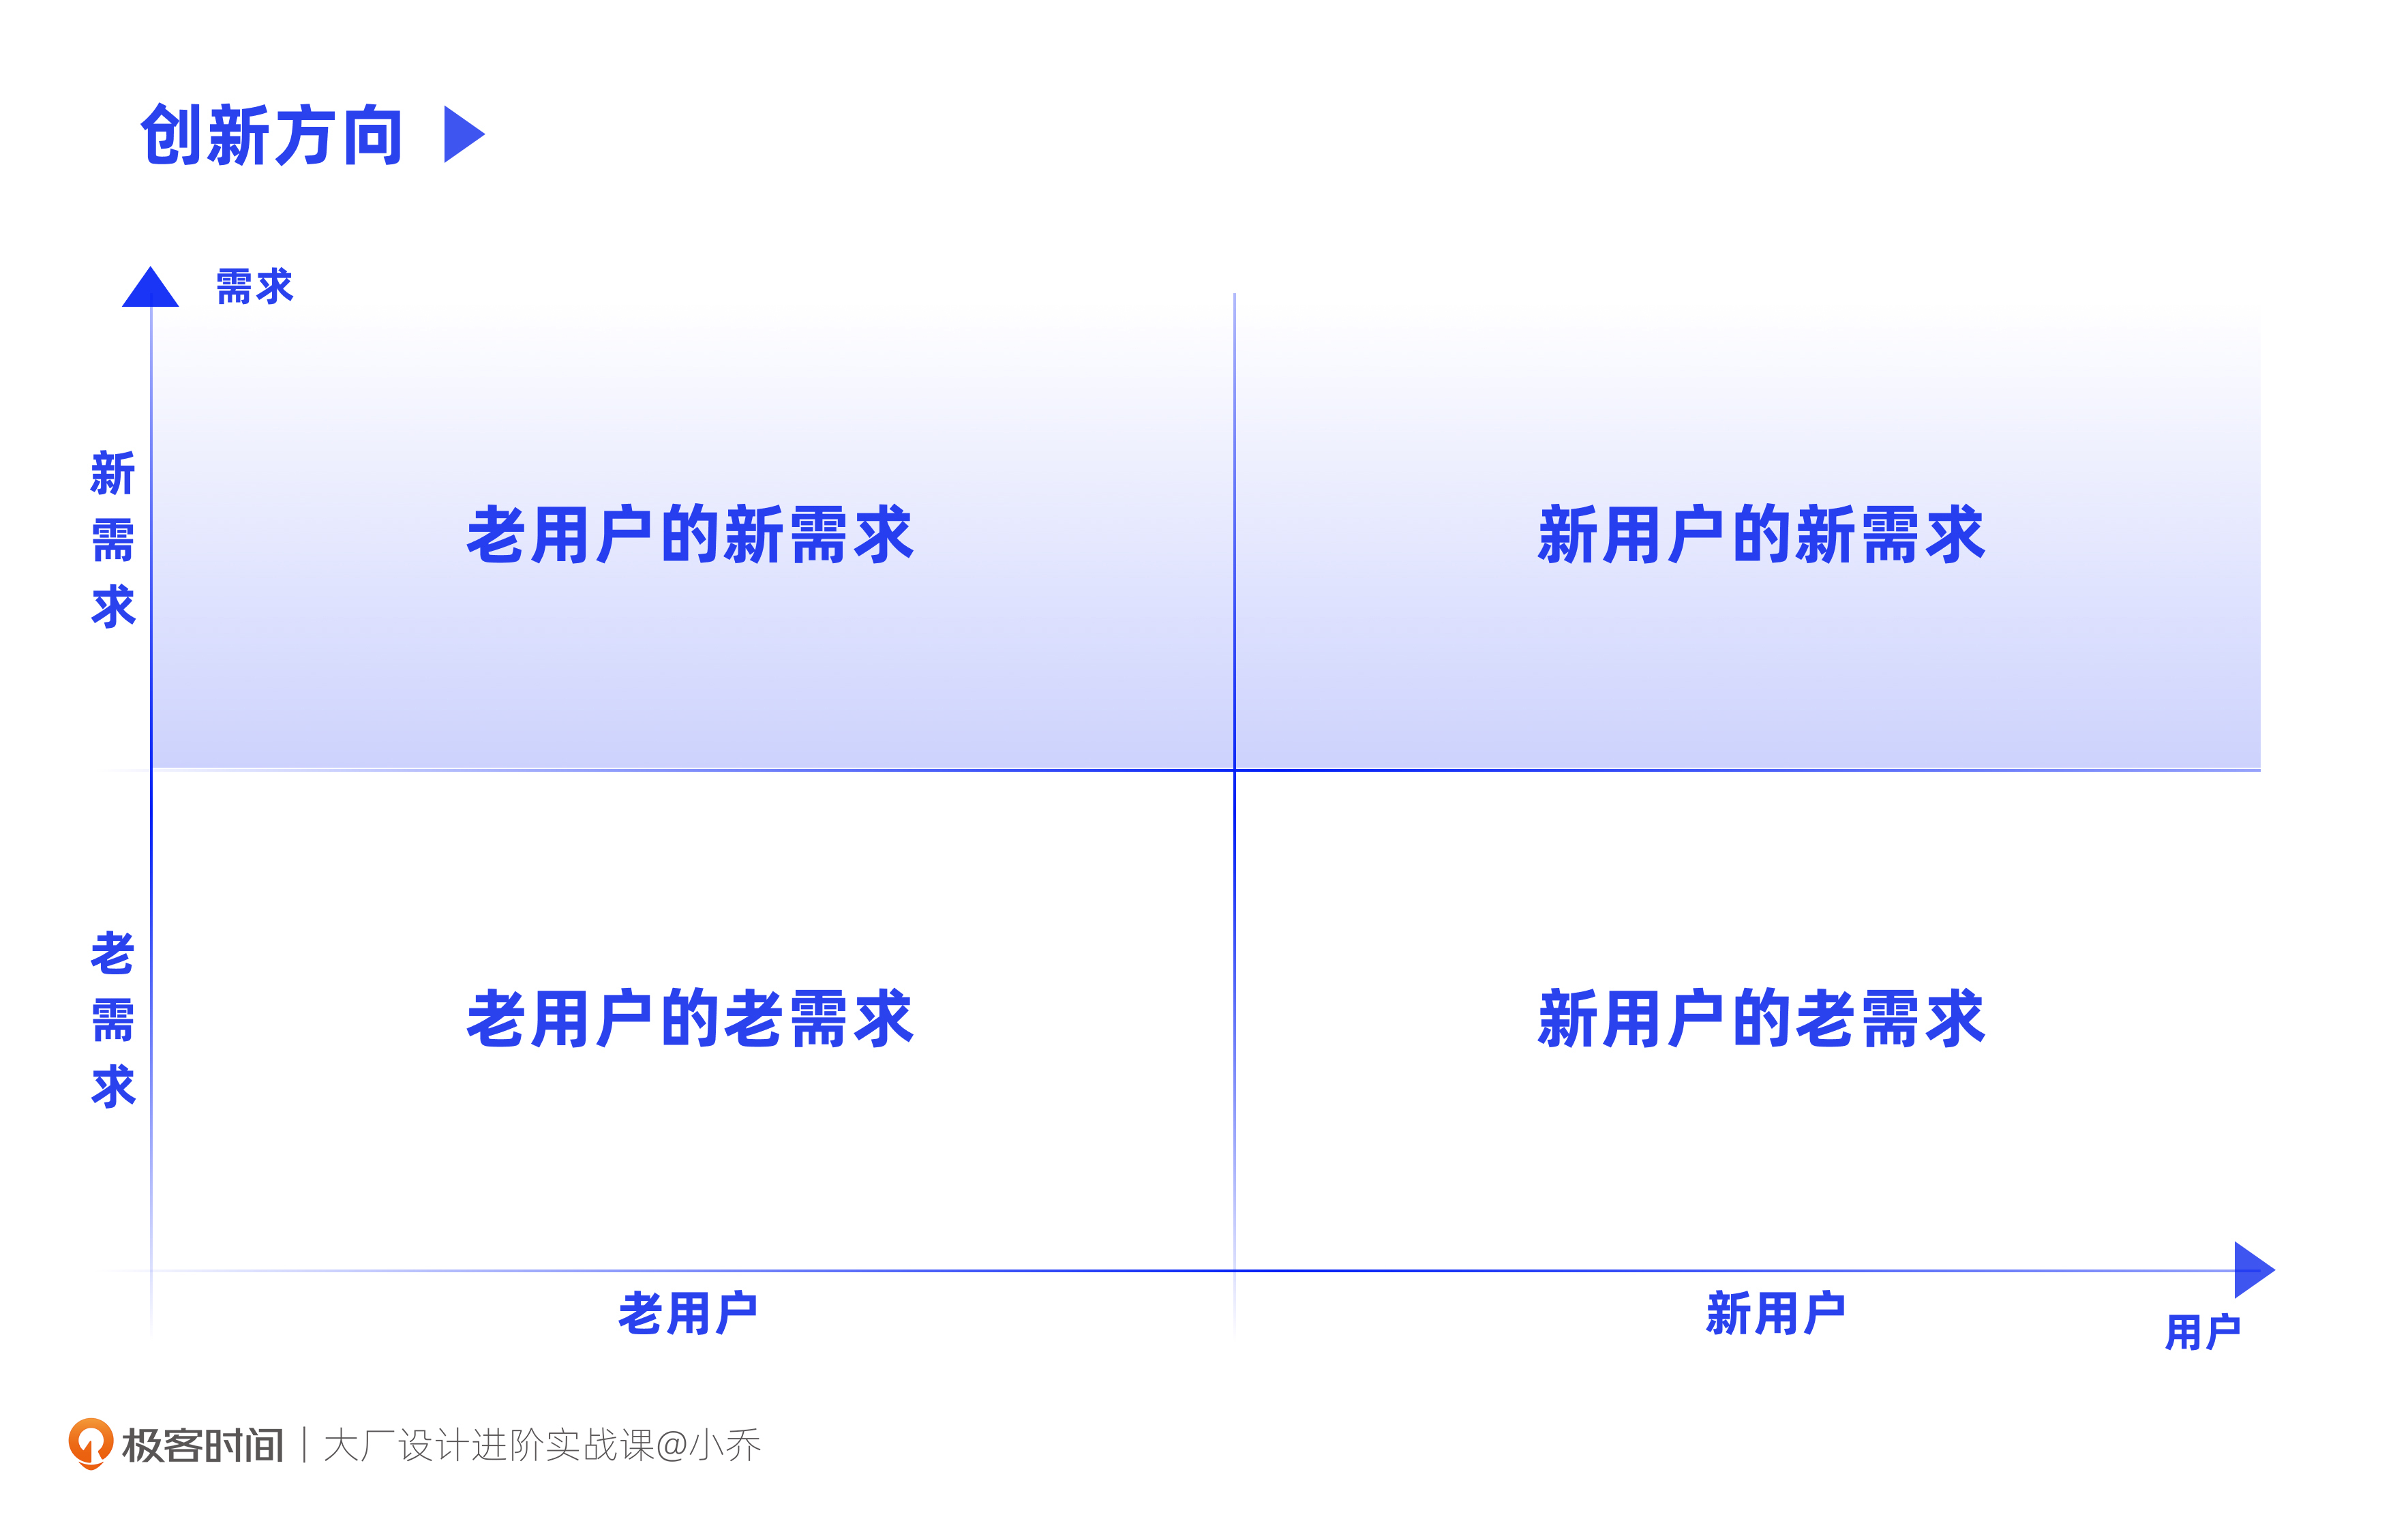 创新方向
需求
新需求
老用户的新需求
新用户的新需求
老需求
老用户的老需求
新用户的老需求
老用户
新用户
用户
极客时间 | 大厂设计进阶实战课@小乔